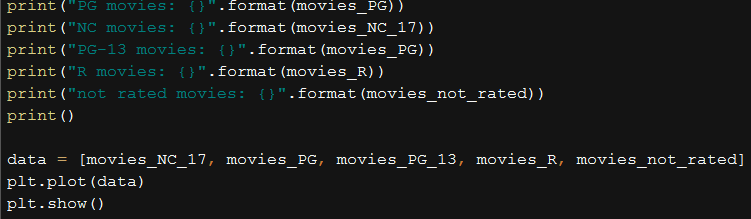 print("PG movies: {}".format(movies_PG))
print("NC movies: {}".format(movies_NC_17))
print("PG-13 movies: {}".format(movies_PG))
print("R movies: {}".format(movies_R))
print("not rated movies: {}".format(movies_not_rated))
print()
data = [movies_NC_17, movies_PG, movies_PG_13, movies_R, movies_not_rated]
plt.plot(data)
plt.show()